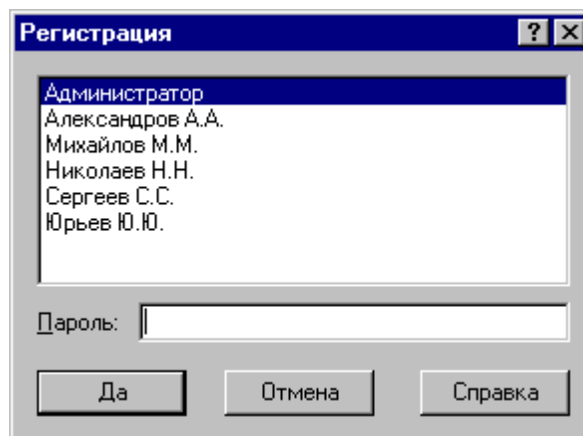 Регистрация
Администратор
Александров А.А.
Михайлов М.М.
Николаев Н.Н.
Сергеев С.С.
Юрьев Ю.Ю.
Пароль:
Да Отмена Справка